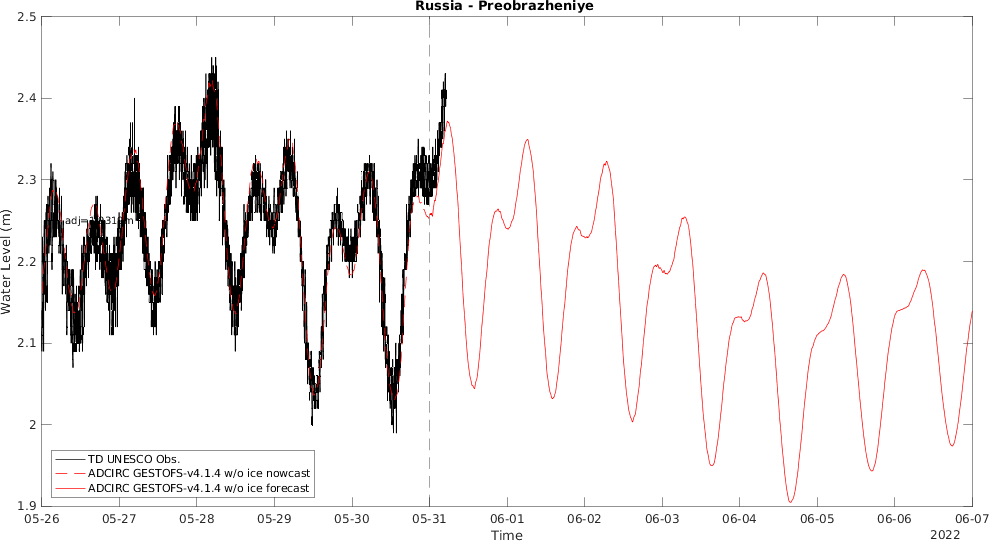 Russia - Preobrazheniye
2.5
2.4
2.3
2.2
2.1
2
1.9
Water Level (m)
TD UNESCO Obs.
ADCIRC GESTOFS-v4.1.4 w/o ice nowcast
ADCIRC GESTOFS-v4.1.4 w/o ice forecast
05-26 05-27 05-28 05-29 05-30 05-31 06-01 06-02 06-03 06-04 06-05 06-06 06-07
Time
2022